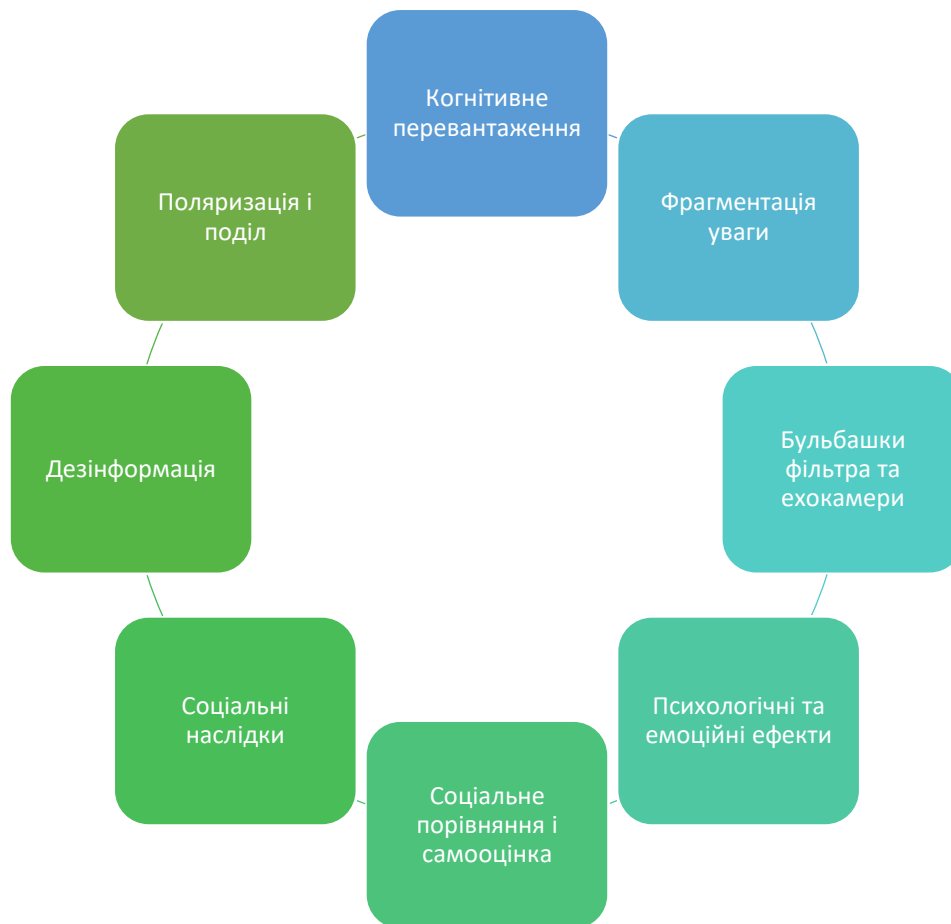 Когнітивне
перевантаження
Фрагментація
уваги
Бульбашки
фільтра та
ехокамери
Психологічні та
емоційні ефекти
Соціальне
порівняння і
самооцінка
Соціальні
наслідки
Дезінформація
Поляризація і
поділ